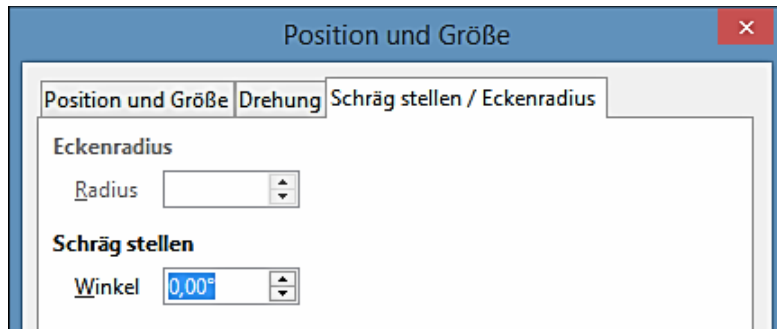 Position und Größe
Position und Größe Drehung Schräg stellen / Eckenradius
Eckenradius
Radius
Schräg stellen
Winkel 0,00°